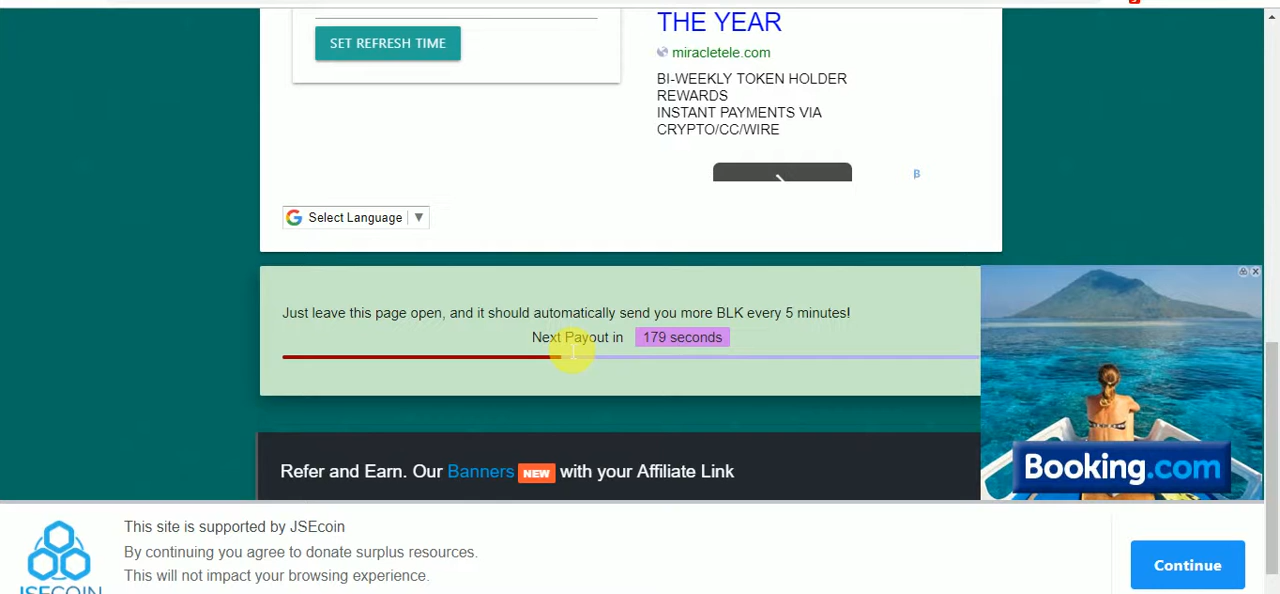 THE YEAR
SET REFRESH TIME
miracletele.com
BI-WEEKLY TOKEN HOLDER
REWARDS
INSTANT PAYMENTS VIA
CRYPTO/CC/WIRE
Select Language ▼
Just leave this page open, and it should automatically send you more BLK every 5 minutes!
Next Payout in 179 seconds
Booking.com
Refer and Earn. Our Banners NEW with your Affiliate Link
This site is supported by JSEcoin
By continuing you agree to donate surplus resources.
This will not impact your browsing experience.
Continue
JSECOIN